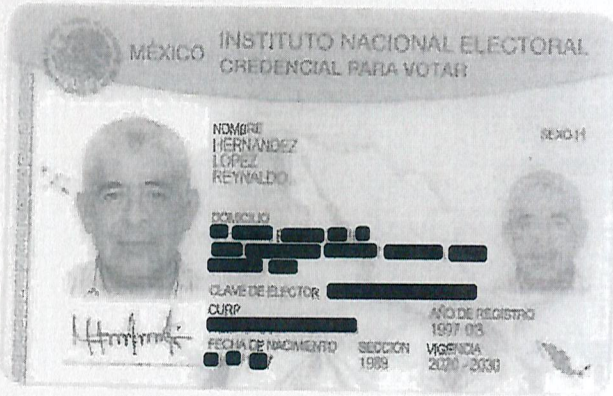 MÉXICO
INSTITUTO NACIONAL ELECTORAL
CREDENCIAL PARA VOTAR
NOMBRE
HERNANDEZ
LOPEZ
REYNALDO
SEXO H
DOMICILIO
CLAVE DE ELECTOR
CURP
AÑO DE REGISTRO
1997 03
FECHA DE NACIMIENTO
SECCIÓN
1989
VIGENCIA
2020 - 2030